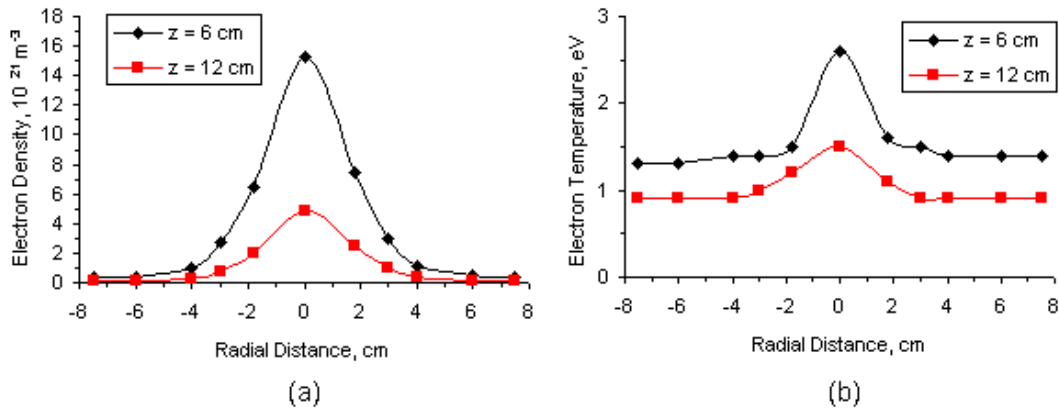 Electron Density, 10 ²¹ m⁻³
18
16
14
12
10
8
6
4
2
0
z = 6 cm
z = 12 cm
-8 -6 -4 -2 0 2 4 6 8
Radial Distance, cm
(a)
Electron Temperature, eV
3
2
1
0
z = 6 cm
z = 12 cm
-8 -6 -4 -2 0 2 4 6 8
Radial Distance, cm
(b)